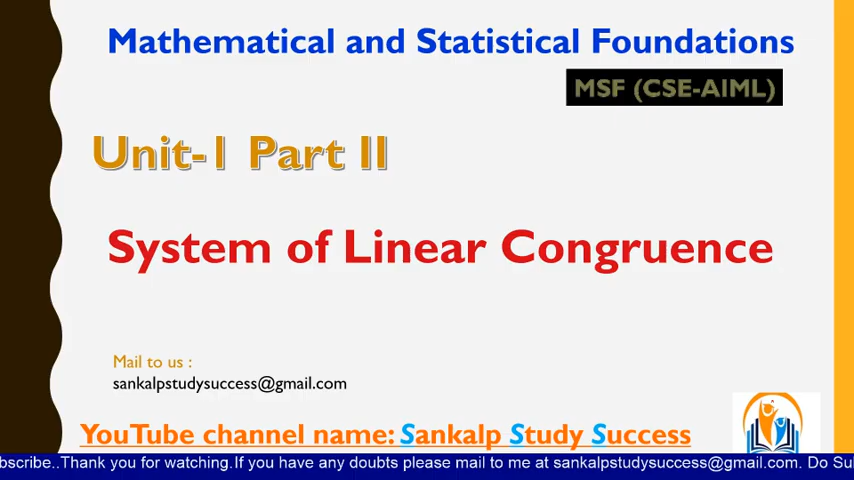 Mathematical and Statistical Foundations
MSF (CSE-AIML)
Unit-1 Part II
System of Linear Congruence
Mail to us :
sankalpstudysuccess@gmail.com
YouTube channel name: Sankalp Study Success
bscribe..Thank you for watching.If you have any doubts please mail to me at sankalpstudysuccess@gmail.com. Do Su